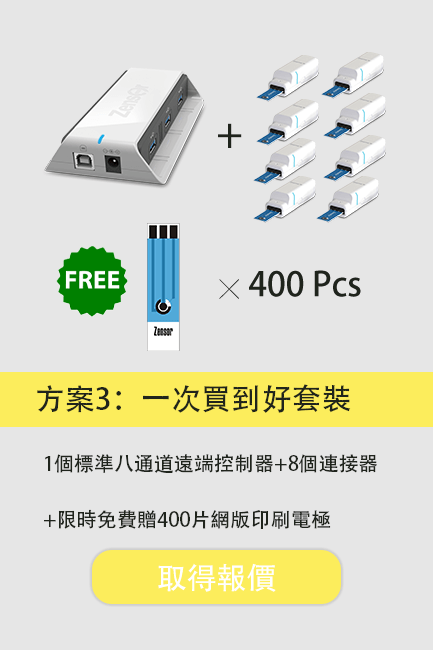 ZensoR
FREE
× 400 Pcs
Zensor
方案3：一次買到好套裝
1個標準八通道遠端控制器+8個連接器
+限時免費贈400片網版印刷電極
取得報價